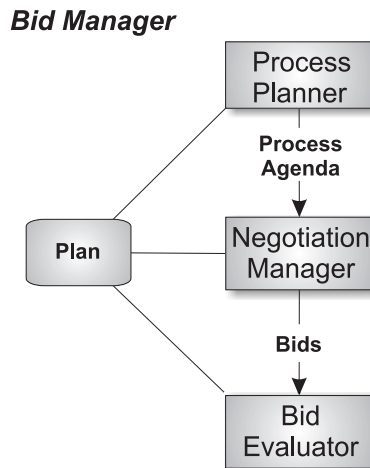 Bid Manager
Process
Planner
Process
Agenda
Plan
Negotiation
Manager
Bids
Bid
Evaluator